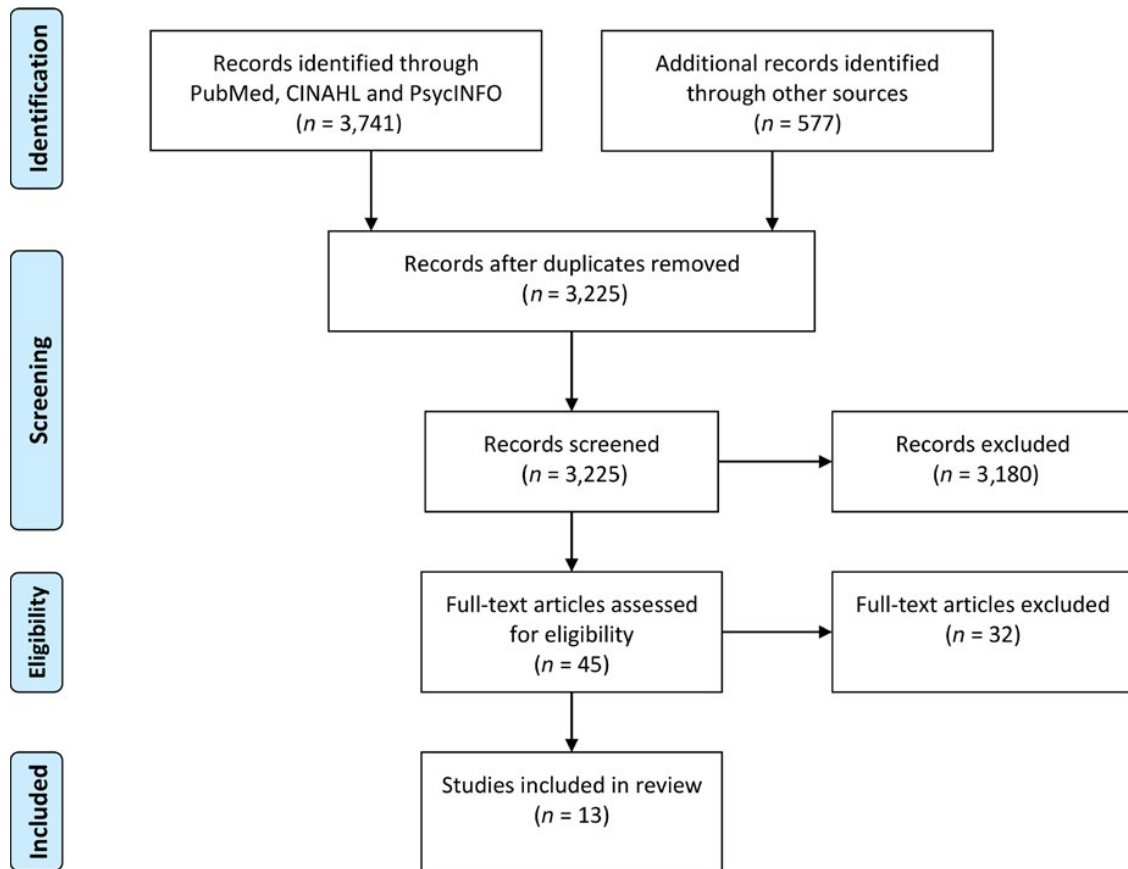 Identification
Records identified through
PubMed, CINAHL and PsycINFO
(n = 3,741)
Additional records identified
through other sources
(n = 577)
Screening
Records after duplicates removed
(n = 3,225)
Records screened
(n = 3,225)
Records excluded
(n = 3,180)
Eligibility
Full-text articles assessed
for eligibility
(n = 45)
Full-text articles excluded
(n = 32)
Included
Studies included in review
(n = 13)